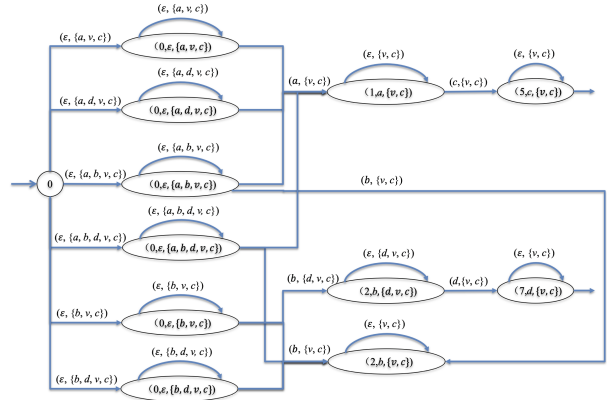 (ε, {a, v, c})
(ε, {a, v, c})
(0,ε,{a, v, c})
(ε, {v, c})
(ε, {v, c})
(ε, {a, d, v, c})
(a, {v, c})
(1,a,{v, c})
(c,{v, c})
(5,c,{v, c})
(ε, {a, d, v, c})
(0,ε,{a, d, v, c})
(ε, {a, b, v, c})
(ε, {a, b, v, c})
0
(0,ε,{a, b, v, c})
(b, {v, c})
(ε, {a, b, d, v, c})
(ε, {a, b, d, v, c})
(0,ε,{a, b, d, v, c})
(ε, {d, v, c})
(ε, {v, c})
(ε, {b, v, c})
(b, {d, v, c})
(2,b,{d, v, c})
(d,{v, c})
(7,d,{v, c})
(ε, {b, v, c})
(0,ε,{b, v, c})
(ε, {v, c})
(ε, {b, d, v, c})
(b, {v, c})
(2,b,{v, c})
(ε, {b, d, v, c})
(0,ε,{b, d, v, c})